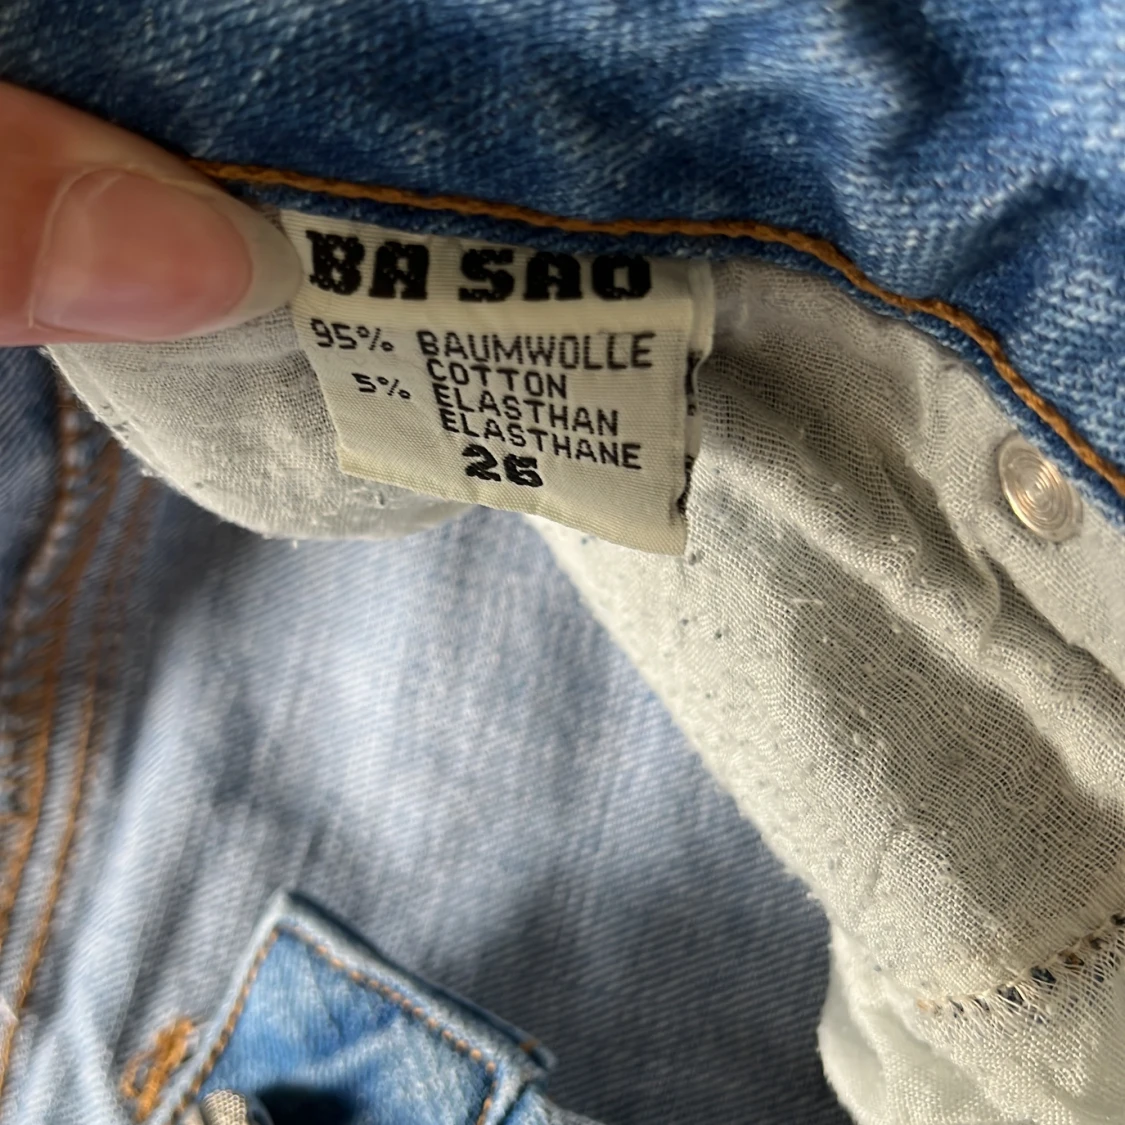 BA SAO
95% BAUMWOLLE
COTTON
5% ELASTHAN
ELASTHANE
26